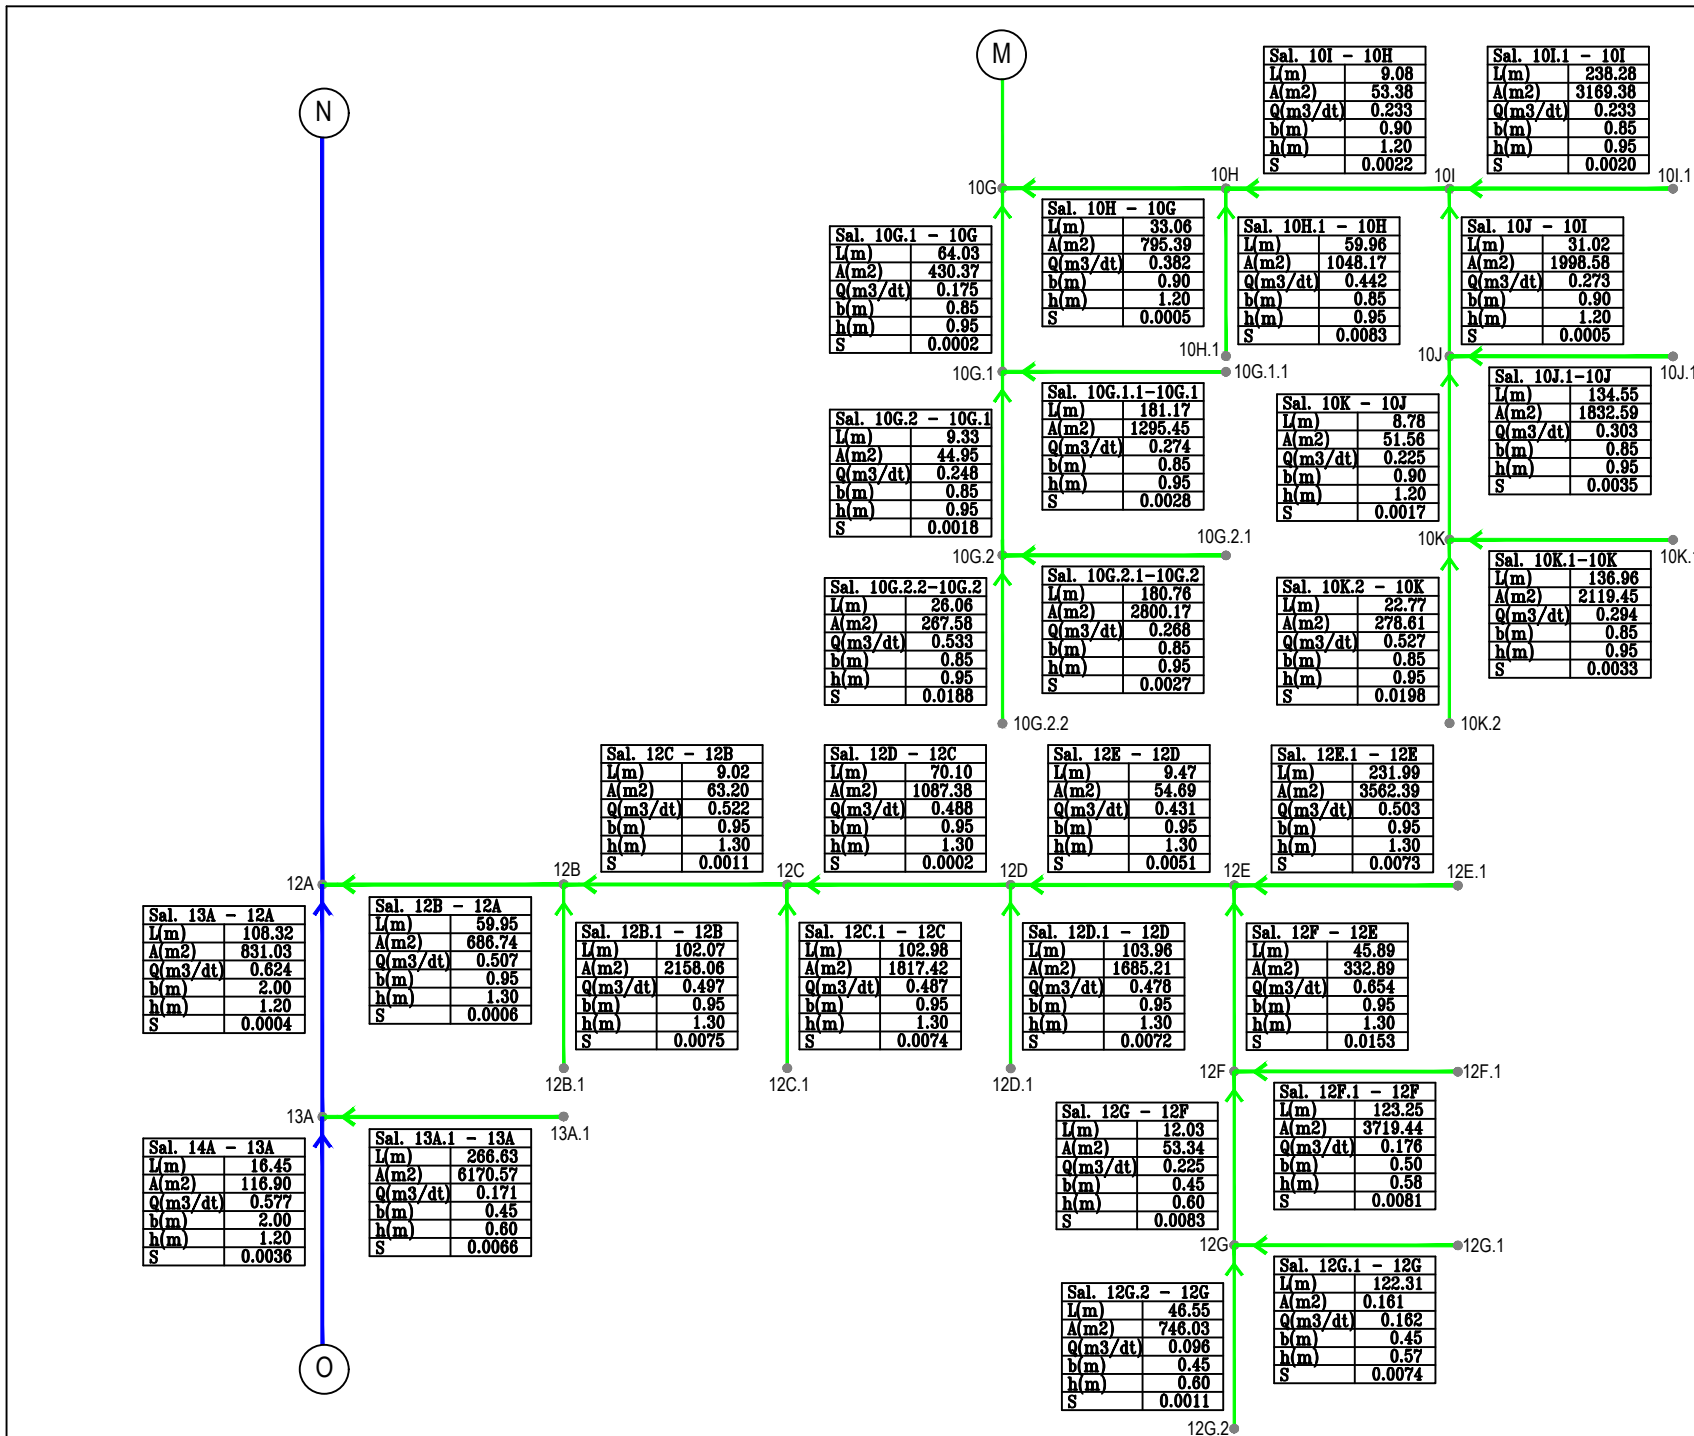 M
N
Sal. 10I - 10H
L(m) 9.08
A(m2) 53.38
Q(m3/dt) 0.233
b(m) 0.90
h(m) 1.20
S 0.0022
Sal. 10I.1 - 10I
L(m) 238.28
A(m2) 3169.38
Q(m3/dt) 0.233
b(m) 0.85
h(m) 0.95
S 0.0020
10G
10H
10I
10I.1
Sal. 10G.1 - 10G
L(m) 64.03
A(m2) 430.37
Q(m3/dt) 0.175
b(m) 0.85
h(m) 0.95
S 0.0002
Sal. 10H - 10G
L(m) 33.06
A(m2) 795.39
Q(m3/dt) 0.382
b(m) 0.90
h(m) 1.20
S 0.0005
Sal. 10H.1 - 10H
L(m) 59.96
A(m2) 1048.17
Q(m3/dt) 0.442
b(m) 0.85
h(m) 0.95
S 0.0083
Sal. 10J - 10I
L(m) 31.02
A(m2) 1998.58
Q(m3/dt) 0.273
b(m) 0.90
h(m) 1.20
S 0.0005
10H.1
10J
10G.1
10G.1.1
10J.1
Sal. 10G.2 - 10G.1
L(m) 9.33
A(m2) 44.95
Q(m3/dt) 0.248
b(m) 0.85
h(m) 0.95
S 0.0018
Sal. 10G.1.1-10G.1
L(m) 181.17
A(m2) 1295.45
Q(m3/dt) 0.274
b(m) 0.85
h(m) 0.95
S 0.0028
Sal. 10K - 10J
L(m) 8.78
A(m2) 51.56
Q(m3/dt) 0.225
b(m) 0.90
h(m) 1.20
S 0.0017
Sal. 10J.1-10J
L(m) 134.55
A(m2) 1832.59
Q(m3/dt) 0.303
b(m) 0.85
h(m) 0.95
S 0.0035
10G.2
10G.2.1
10K
Sal. 10G.2.2-10G.2
L(m) 26.06
A(m2) 267.58
Q(m3/dt) 0.533
b(m) 0.85
h(m) 0.95
S 0.0188
Sal. 10G.2.1-10G.2
L(m) 180.76
A(m2) 2800.17
Q(m3/dt) 0.268
b(m) 0.85
h(m) 0.95
S 0.0027
Sal. 10K.2 - 10K
L(m) 22.77
A(m2) 278.61
Q(m3/dt) 0.527
b(m) 0.85
h(m) 0.95
S 0.0198
Sal. 10K.1-10K
L(m) 136.96
A(m2) 2119.45
Q(m3/dt) 0.294
b(m) 0.85
h(m) 0.95
S 0.0033
10G.2.2
10K.2
Sal. 12C - 12B
L(m) 9.02
A(m2) 63.20
Q(m3/dt) 0.522
b(m) 0.95
h(m) 1.30
S 0.0011
Sal. 12D - 12C
L(m) 70.10
A(m2) 1087.38
Q(m3/dt) 0.488
b(m) 0.95
h(m) 1.30
S 0.0002
Sal. 12E - 12D
L(m) 9.47
A(m2) 54.69
Q(m3/dt) 0.431
b(m) 0.95
h(m) 1.30
S 0.0051
Sal. 12E.1 - 12E
L(m) 231.99
A(m2) 3562.39
Q(m3/dt) 0.503
b(m) 0.95
h(m) 1.30
S 0.0073
12A
12B
12C
12D
12E
12E.1
Sal. 13A - 12A
L(m) 108.32
A(m2) 831.03
Q(m3/dt) 0.624
b(m) 2.00
h(m) 1.20
S 0.0004
Sal. 12B - 12A
L(m) 59.95
A(m2) 686.74
Q(m3/dt) 0.507
b(m) 0.95
h(m) 1.30
S 0.0006
Sal. 12B.1 - 12B
L(m) 102.07
A(m2) 2158.06
Q(m3/dt) 0.497
b(m) 0.95
h(m) 1.30
S 0.0075
Sal. 12C.1 - 12C
L(m) 102.98
A(m2) 1817.42
Q(m3/dt) 0.487
b(m) 0.95
h(m) 1.30
S 0.0074
Sal. 12D.1 - 12D
L(m) 103.96
A(m2) 1685.21
Q(m3/dt) 0.478
b(m) 0.95
h(m) 1.30
S 0.0072
Sal. 12F - 12E
L(m) 45.89
A(m2) 332.89
Q(m3/dt) 0.654
b(m) 0.95
h(m) 1.30
S 0.0153
12B.1
12C.1
12D.1
12F
12F.1
13A
13A.1
Sal. 14A - 13A
L(m) 16.45
A(m2) 116.90
Q(m3/dt) 0.577
b(m) 2.00
h(m) 1.20
S 0.0036
Sal. 13A.1 - 13A
L(m) 266.63
A(m2) 6170.57
Q(m3/dt) 0.171
b(m) 0.45
h(m) 0.60
S 0.0066
Sal. 12G - 12F
L(m) 12.03
A(m2) 53.34
Q(m3/dt) 0.225
b(m) 0.45
h(m) 0.60
S 0.0083
Sal. 12F.1 - 12F
L(m) 123.25
A(m2) 3719.44
Q(m3/dt) 0.176
b(m) 0.50
h(m) 0.58
S 0.0081
12G
12G.1
Sal. 12G.2 - 12G
L(m) 46.55
A(m2) 746.03
Q(m3/dt) 0.096
b(m) 0.45
h(m) 0.60
S 0.0011
Sal. 12G.1 - 12G
L(m) 122.31
A(m2) 0.161
Q(m3/dt) 0.162
b(m) 0.45
h(m) 0.57
S 0.0074
O
12G.2